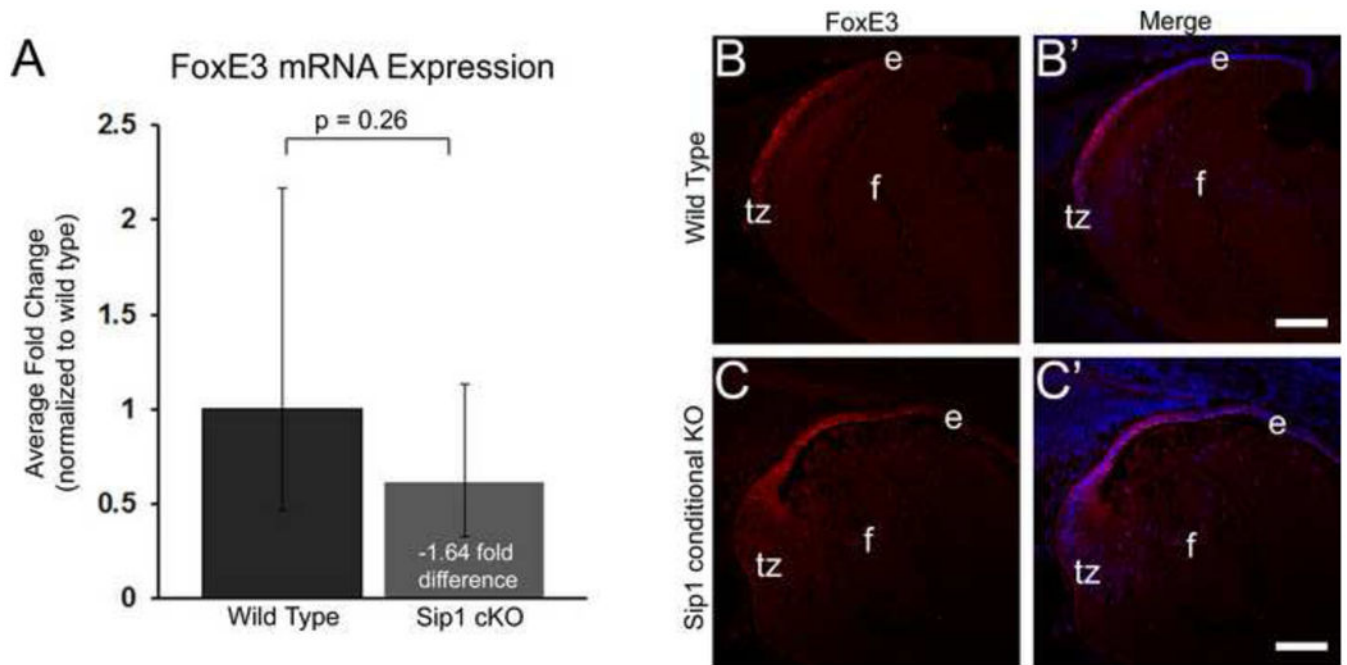 A
FoxE3 mRNA Expression
p = 0.26
2.5
2
1.5
1
0.5
0
Average Fold Change
(normalized to wild type)
-1.64 fold
difference
Wild Type
Sip1 cKO
FoxE3
Merge
Wild Type
B
e
f
tz
B'
e
f
tz
Sip1 conditional KO
C
e
f
tz
C'
e
f
tz